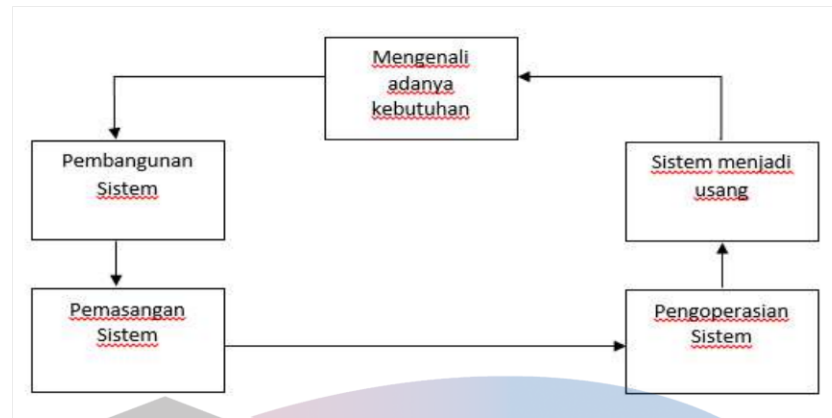 Mengenali
adanya
kebutuhan
Pembangunan
Sistem
Sistem menjadi
usang
Pemasangan
Sistem
Pengoperasian
Sistem